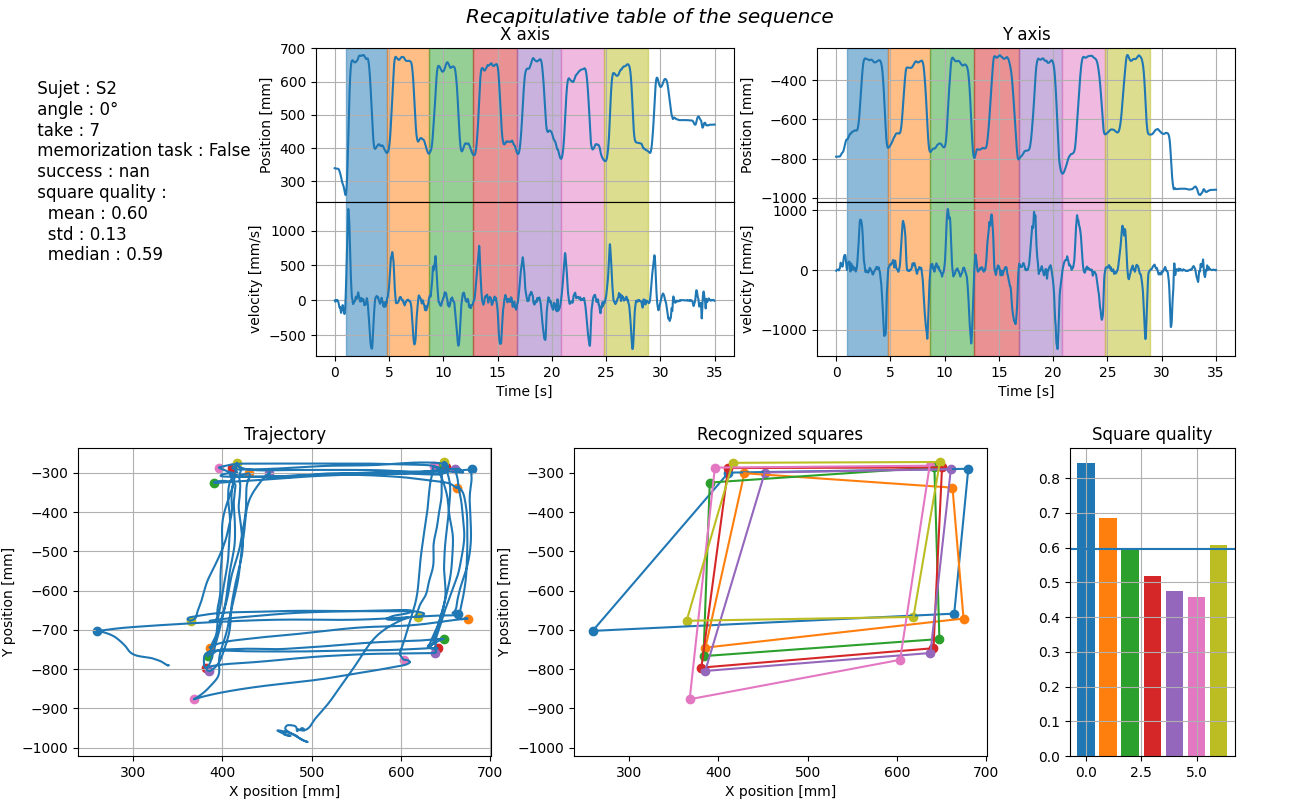 Recapitulative table of the sequence
X axis
Y axis
Sujet : S2
angle : 0°
take : 7
memorization task : False
success : nan
square quality :
mean : 0.60
std : 0.13
median : 0.59
Position [mm]
700
600
500
400
300
velocity [mm/s]
1000
500
0
−500
0 5 10 15 20 25 30 35
Time [s]
Position [mm]
−400
−600
−800
−1000
velocity [mm/s]
1000
0
−1000
0 5 10 15 20 25 30 35
Time [s]
Trajectory
Y position [mm]
−300
−400
−500
−600
−700
−800
−900
−1000
300 400 500 600 700
X position [mm]
Recognized squares
Y position [mm]
−300
−400
−500
−600
−700
−800
−900
−1000
300 400 500 600 700
X position [mm]
Square quality
0.8
0.7
0.6
0.5
0.4
0.3
0.2
0.1
0.0
0.0 2.5 5.0